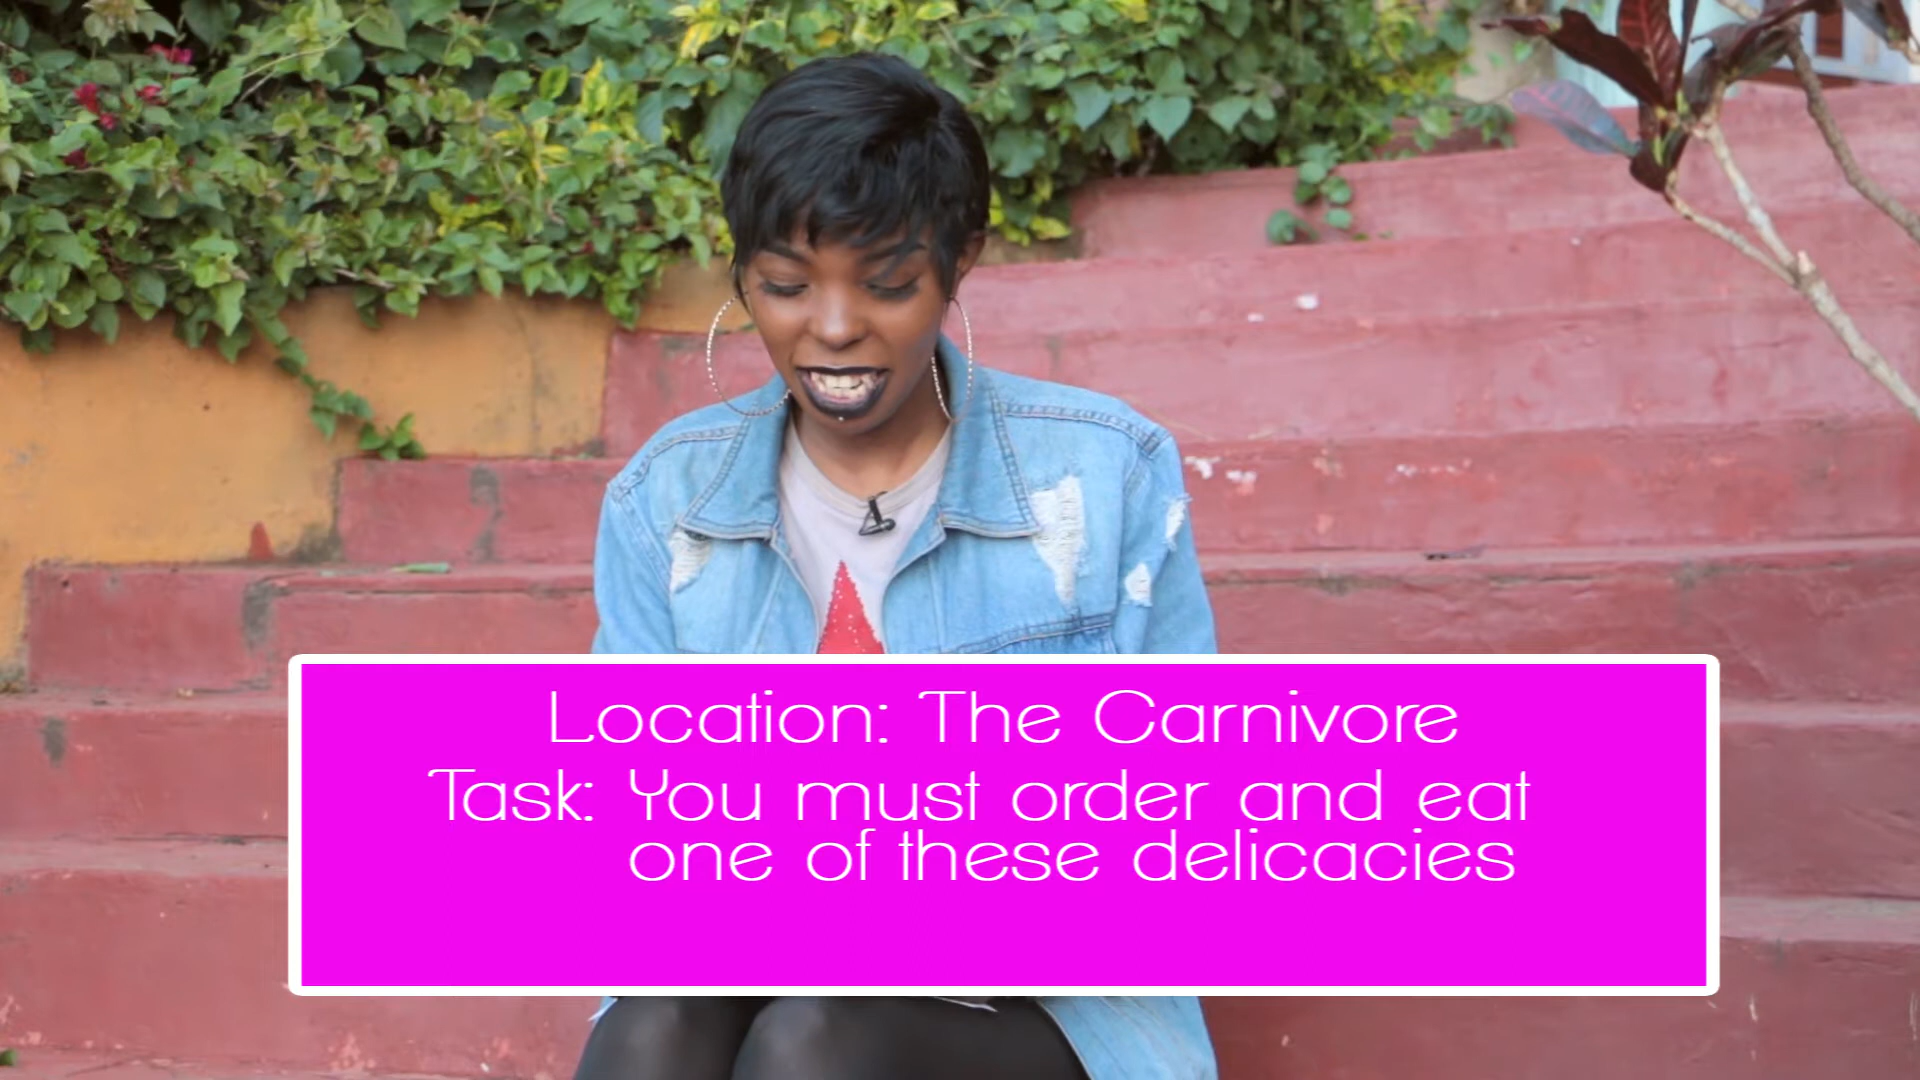 Location: The Carnivore
Task: You must order and eat
one of these delicacies